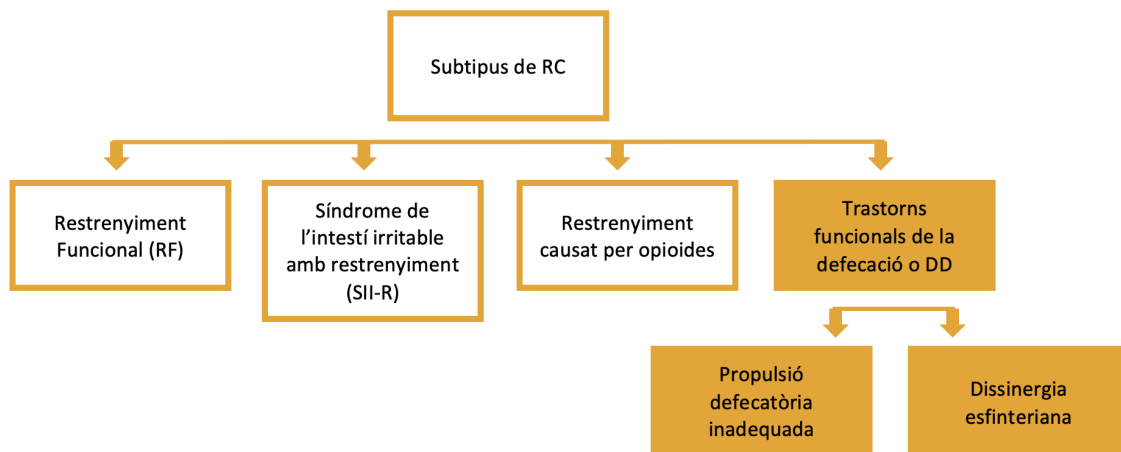 Subtipus de RC
Restrenyiment
Funcional (RF)
Síndrome de
l’intestí irritable
amb restrenyiment
(SII-R)
Restrenyiment
causat per opioides
Trastorns
funcionals de la
defecació o DD
Propulsió
defecatòria
inadequada
Dissinergia
esfinteriana